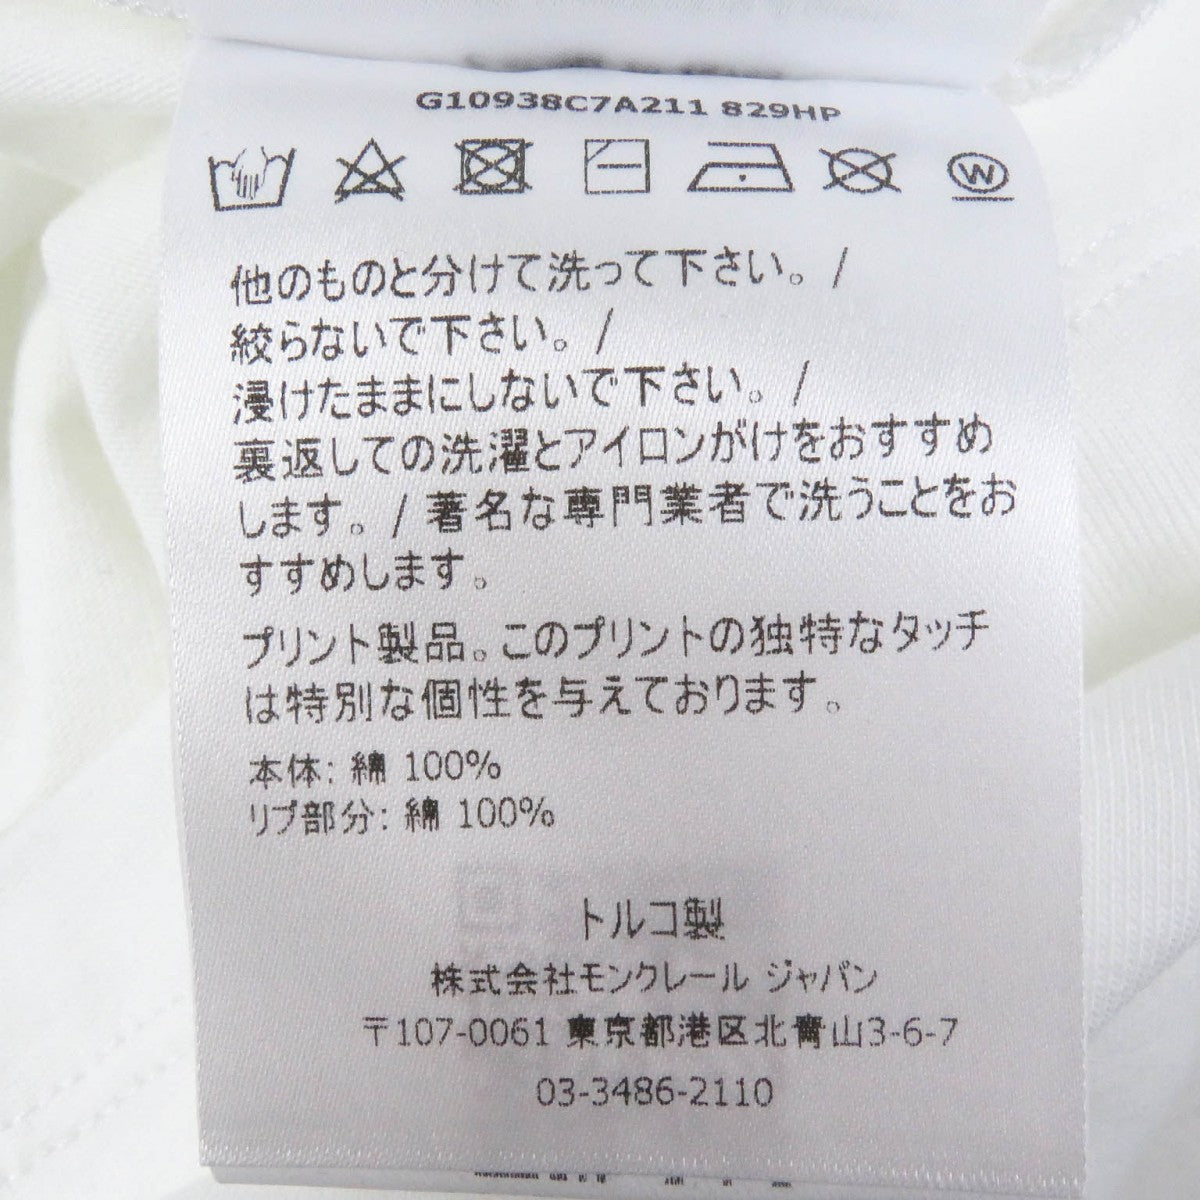 G10938C7A211 829HP
W
他のものと分けて洗って下さい。/
絞らないで下さい。/
浸けたままにしないで下さい。/
裏返しての洗濯とアイロンがけをおすすめ
します。/ 著名な専門業者で洗うことをお
すすめします。
プリント製品。このプリントの独特なタッチ
は特別な個性を与えております。
本体: 綿 100%
リブ部分: 綿 100%
トルコ製
株式会社モンクレール ジャパン
〒107-0061 東京都港区北青山3-6-7
03-3486-2110